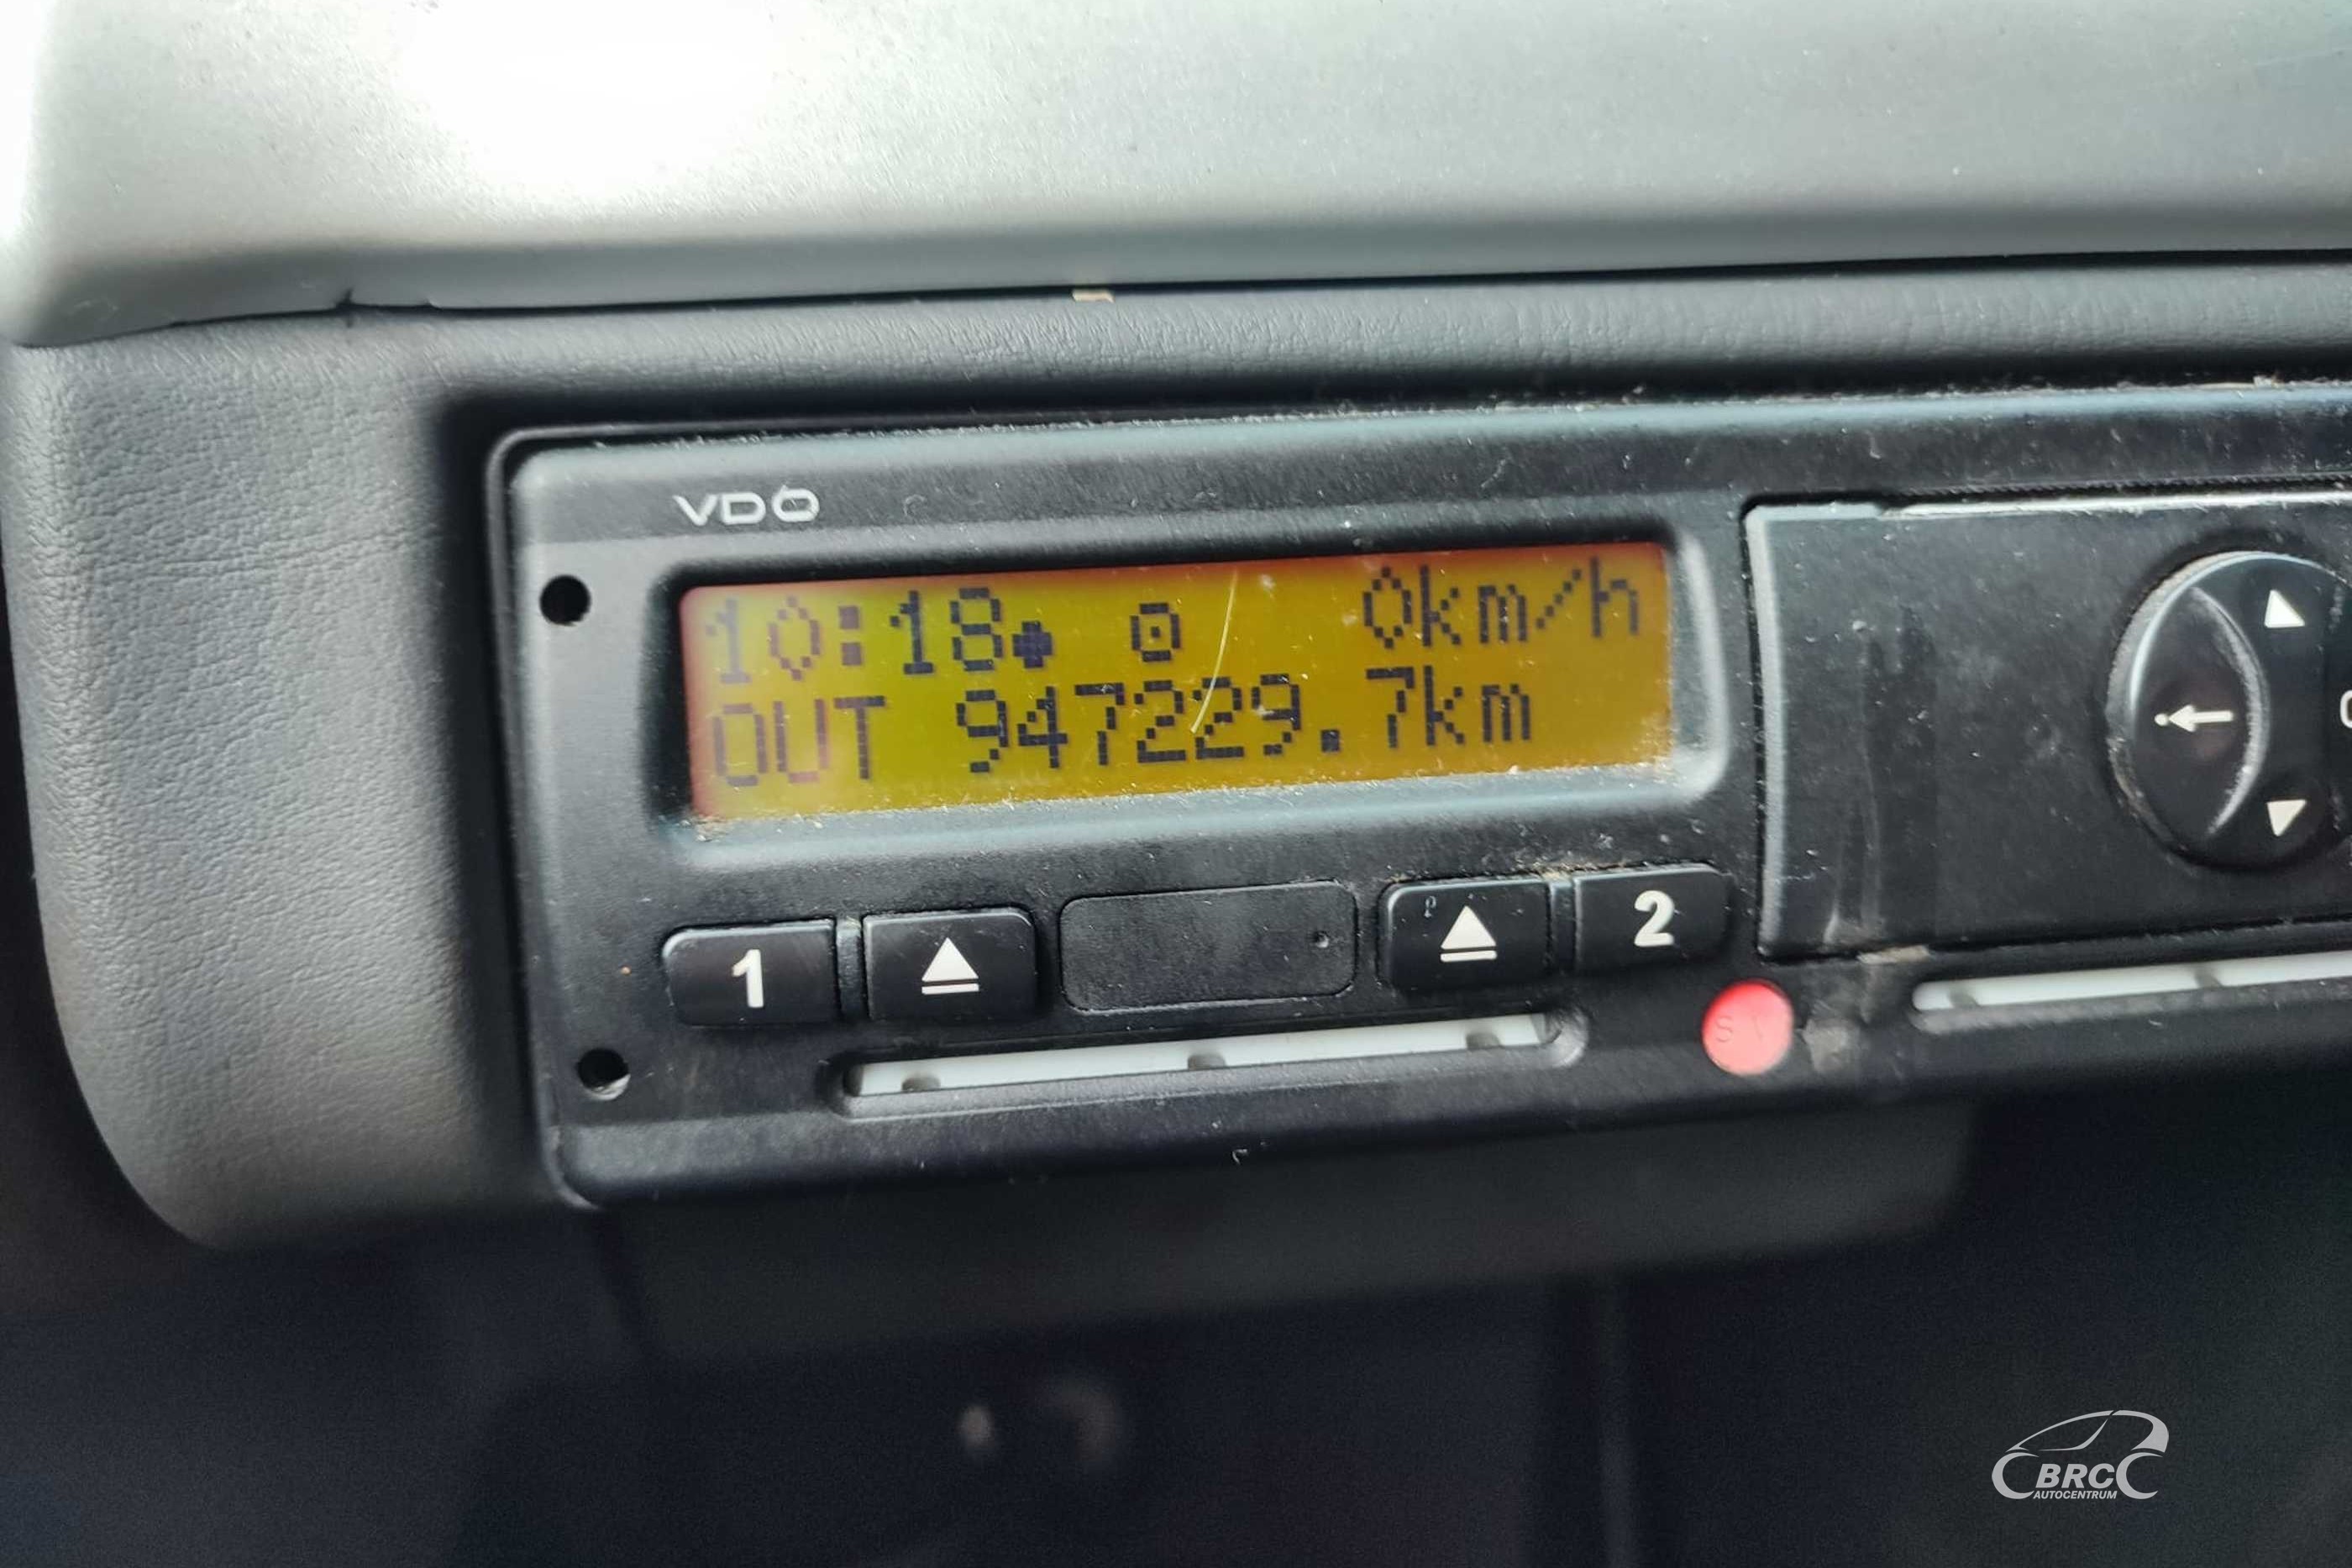 VDO
10:18 0km/h
OUT 947229.7km
1
2
BRC
AUTOCENTRUM